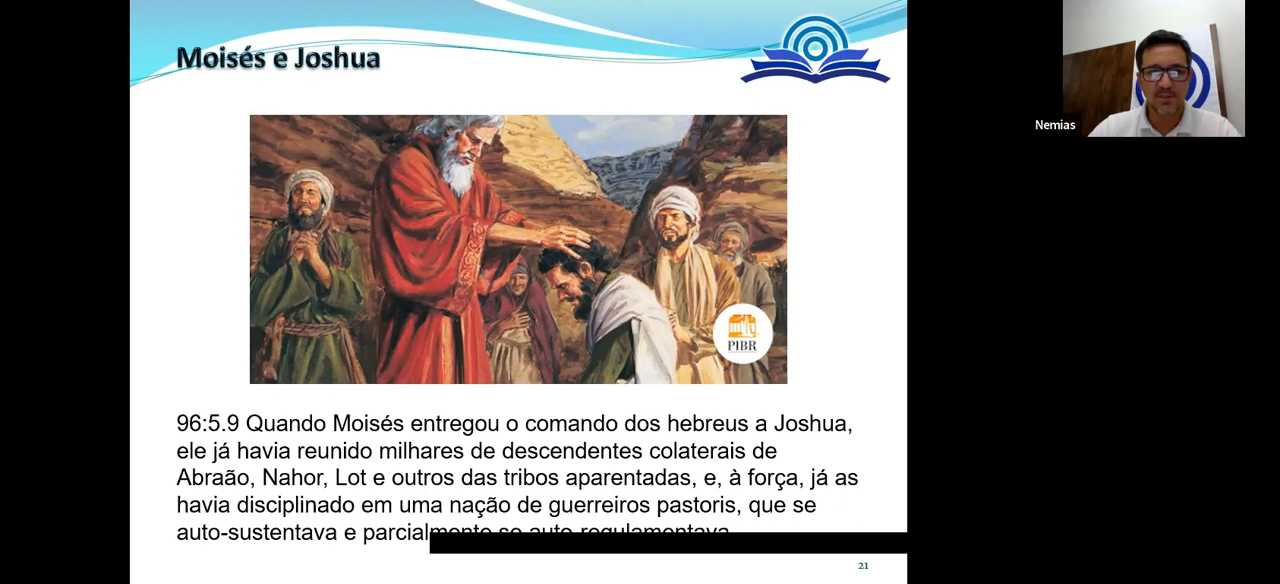 Moisés e Joshua
Nemias
PIBR
96:5.9 Quando Moisés entregou o comando dos hebreus a Joshua,
ele já havia reunido milhares de descendentes colaterais de
Abraão, Nahor, Lot e outros das tribos aparentadas, e, à força, já as
havia disciplinado em uma nação de guerreiros pastoris, que se
auto-sustentava e parcialmente se auto-regulamentava
21